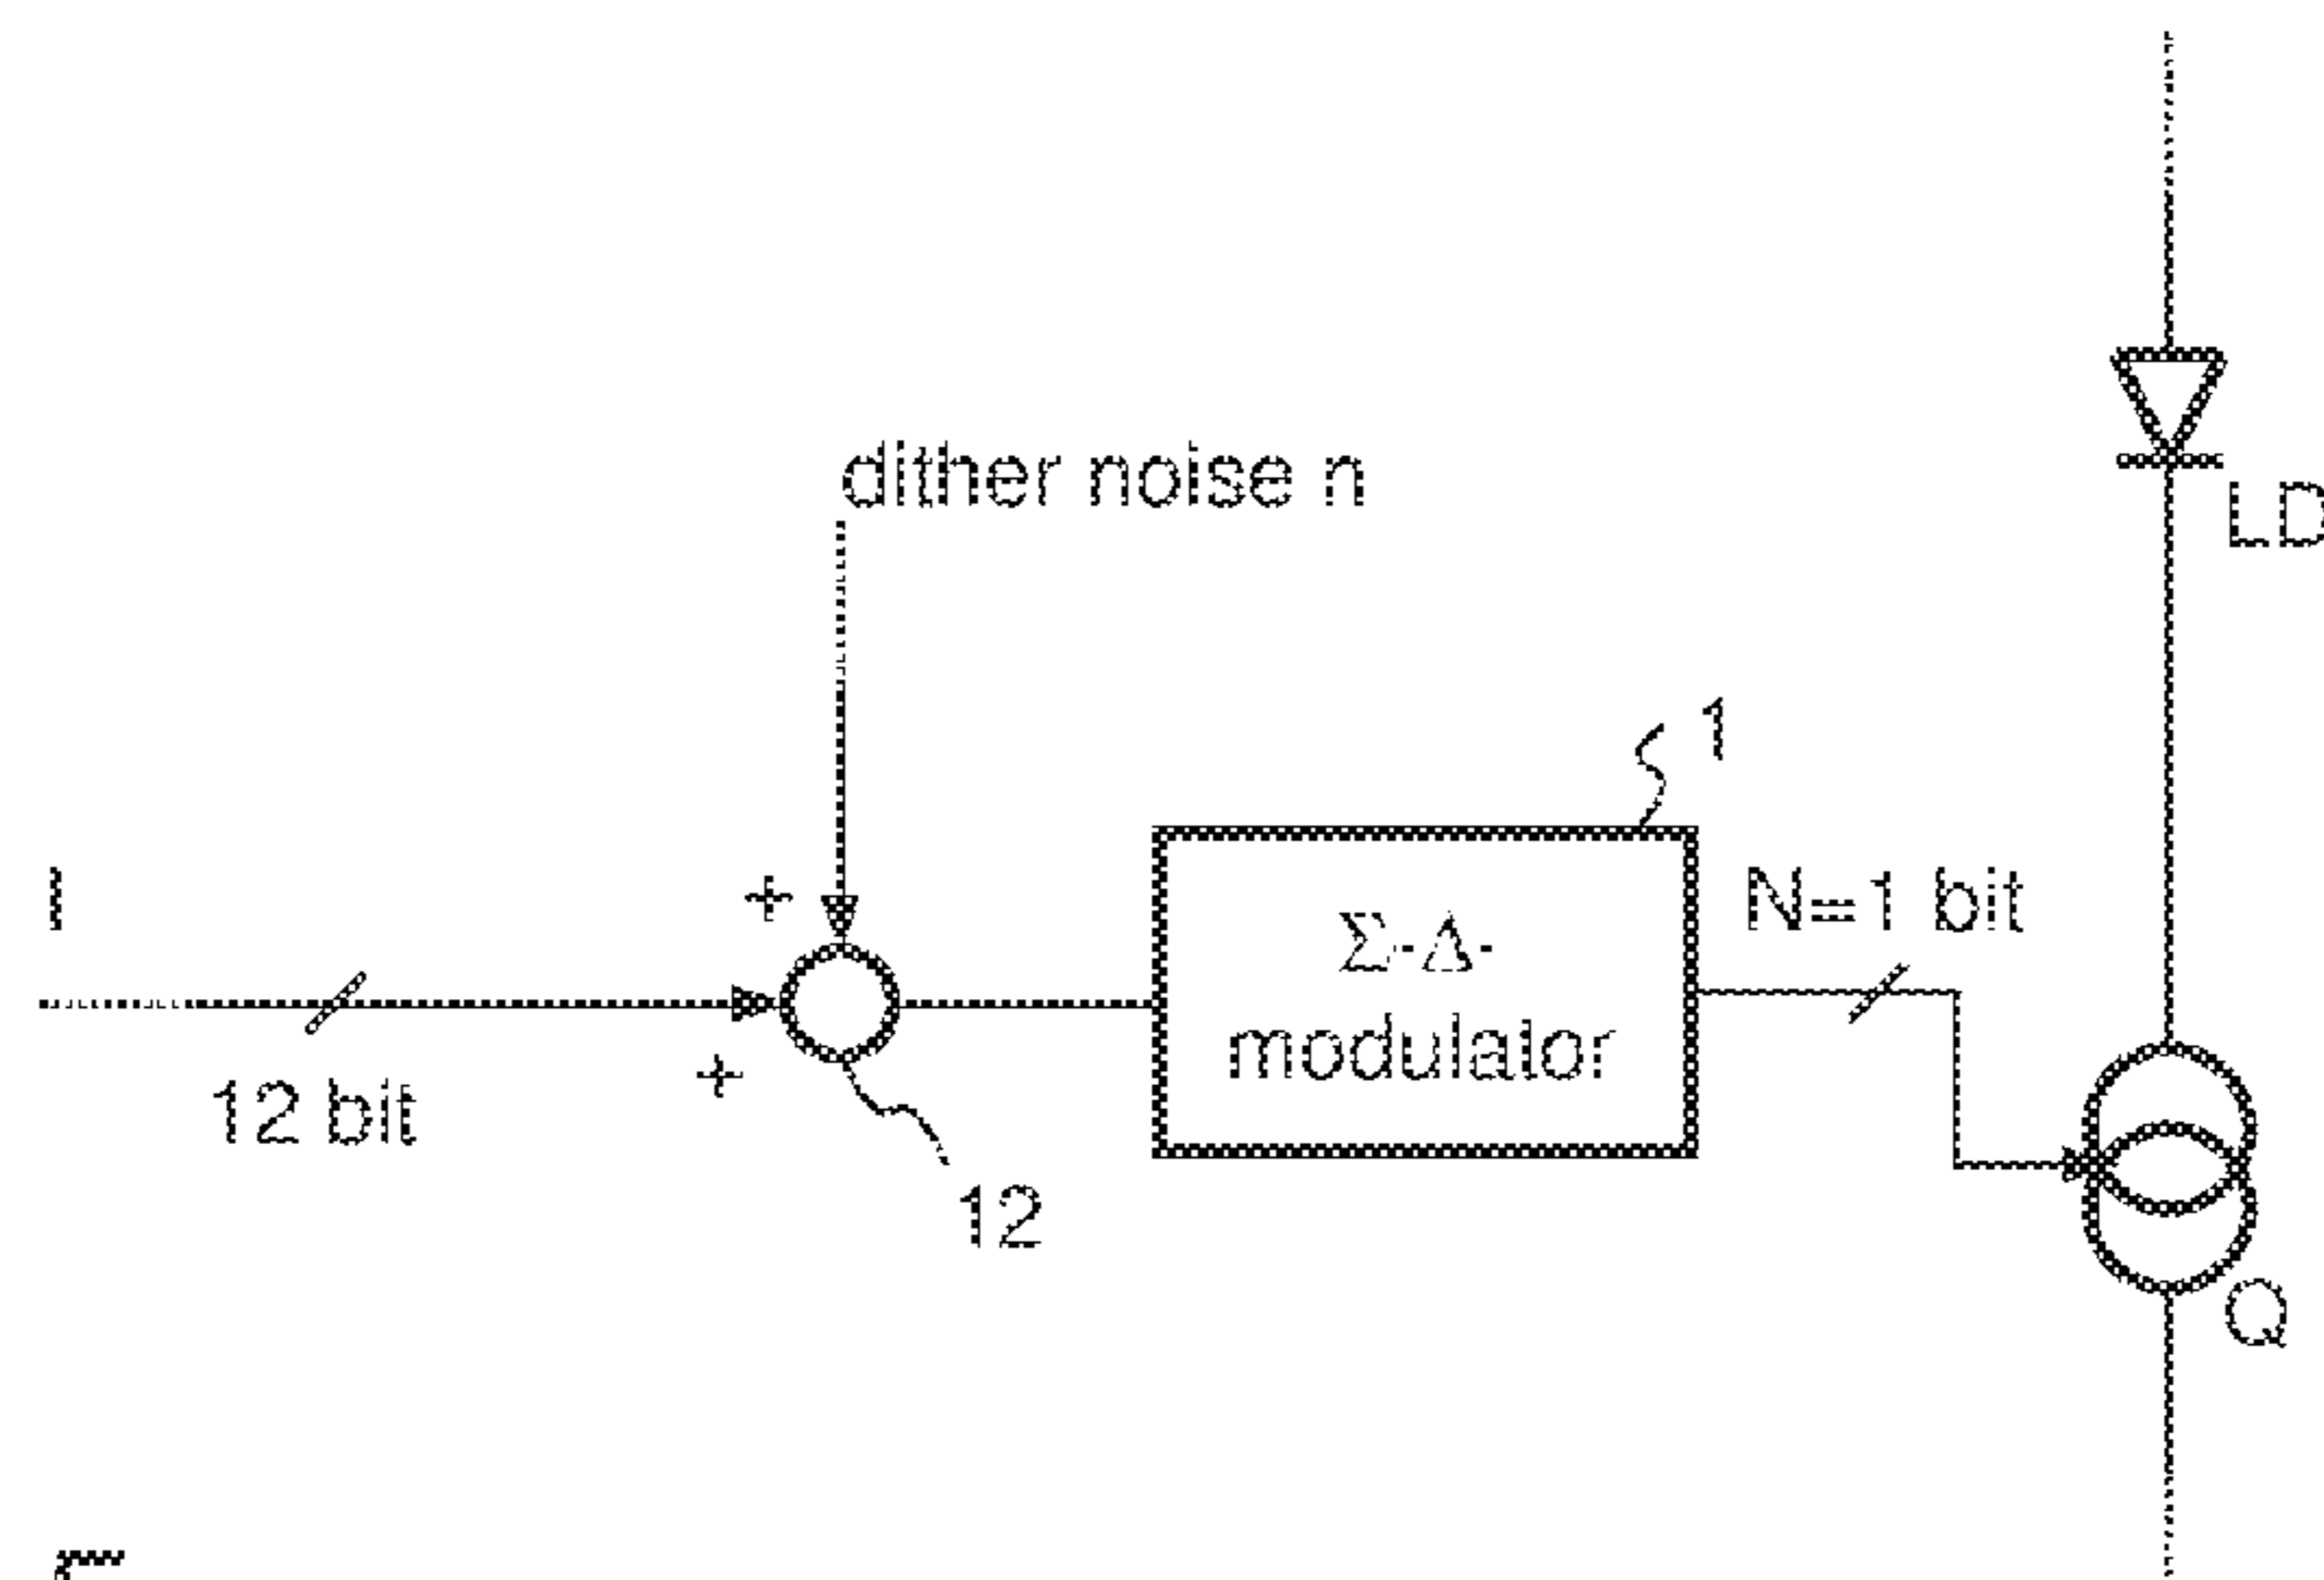 dither noise n
LD
1
I
+
N=1 bit
Σ-Δ-
modulator
+
12 bit
12
Q